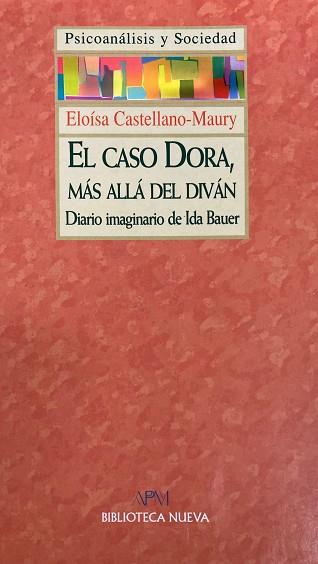 Psicoanálisis y Sociedad
Eloísa Castellano-Maury
EL CASO DORA,
MÁS ALLÁ DEL DIVÁN
Diario imaginario de Ida Bauer
APM
BIBLIOTECA NUEVA